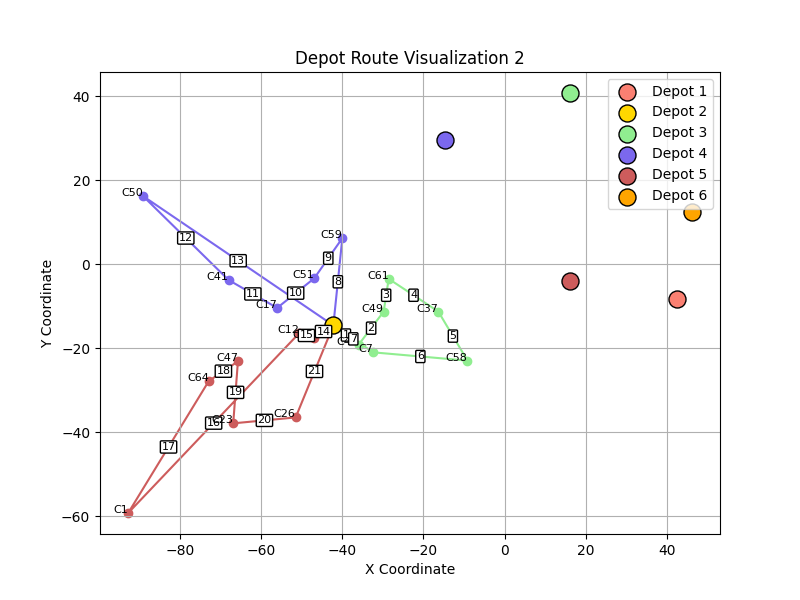 Depot Route Visualization 2
Depot 1
Depot 2
Depot 3
Depot 4
Depot 5
Depot 6
Y Coordinate
40
20
0
−20
−40
−60
−80
−60
−40
−20
0
20
40
X Coordinate
C50
12
13
C59
9
8
C51
C41
11
10
C17
C61
3
4
C49
C37
2
5
C12
15
14
1
7
C7
6
C58
C47
C64
18
21
19
C23
16
20
C26
17
C1